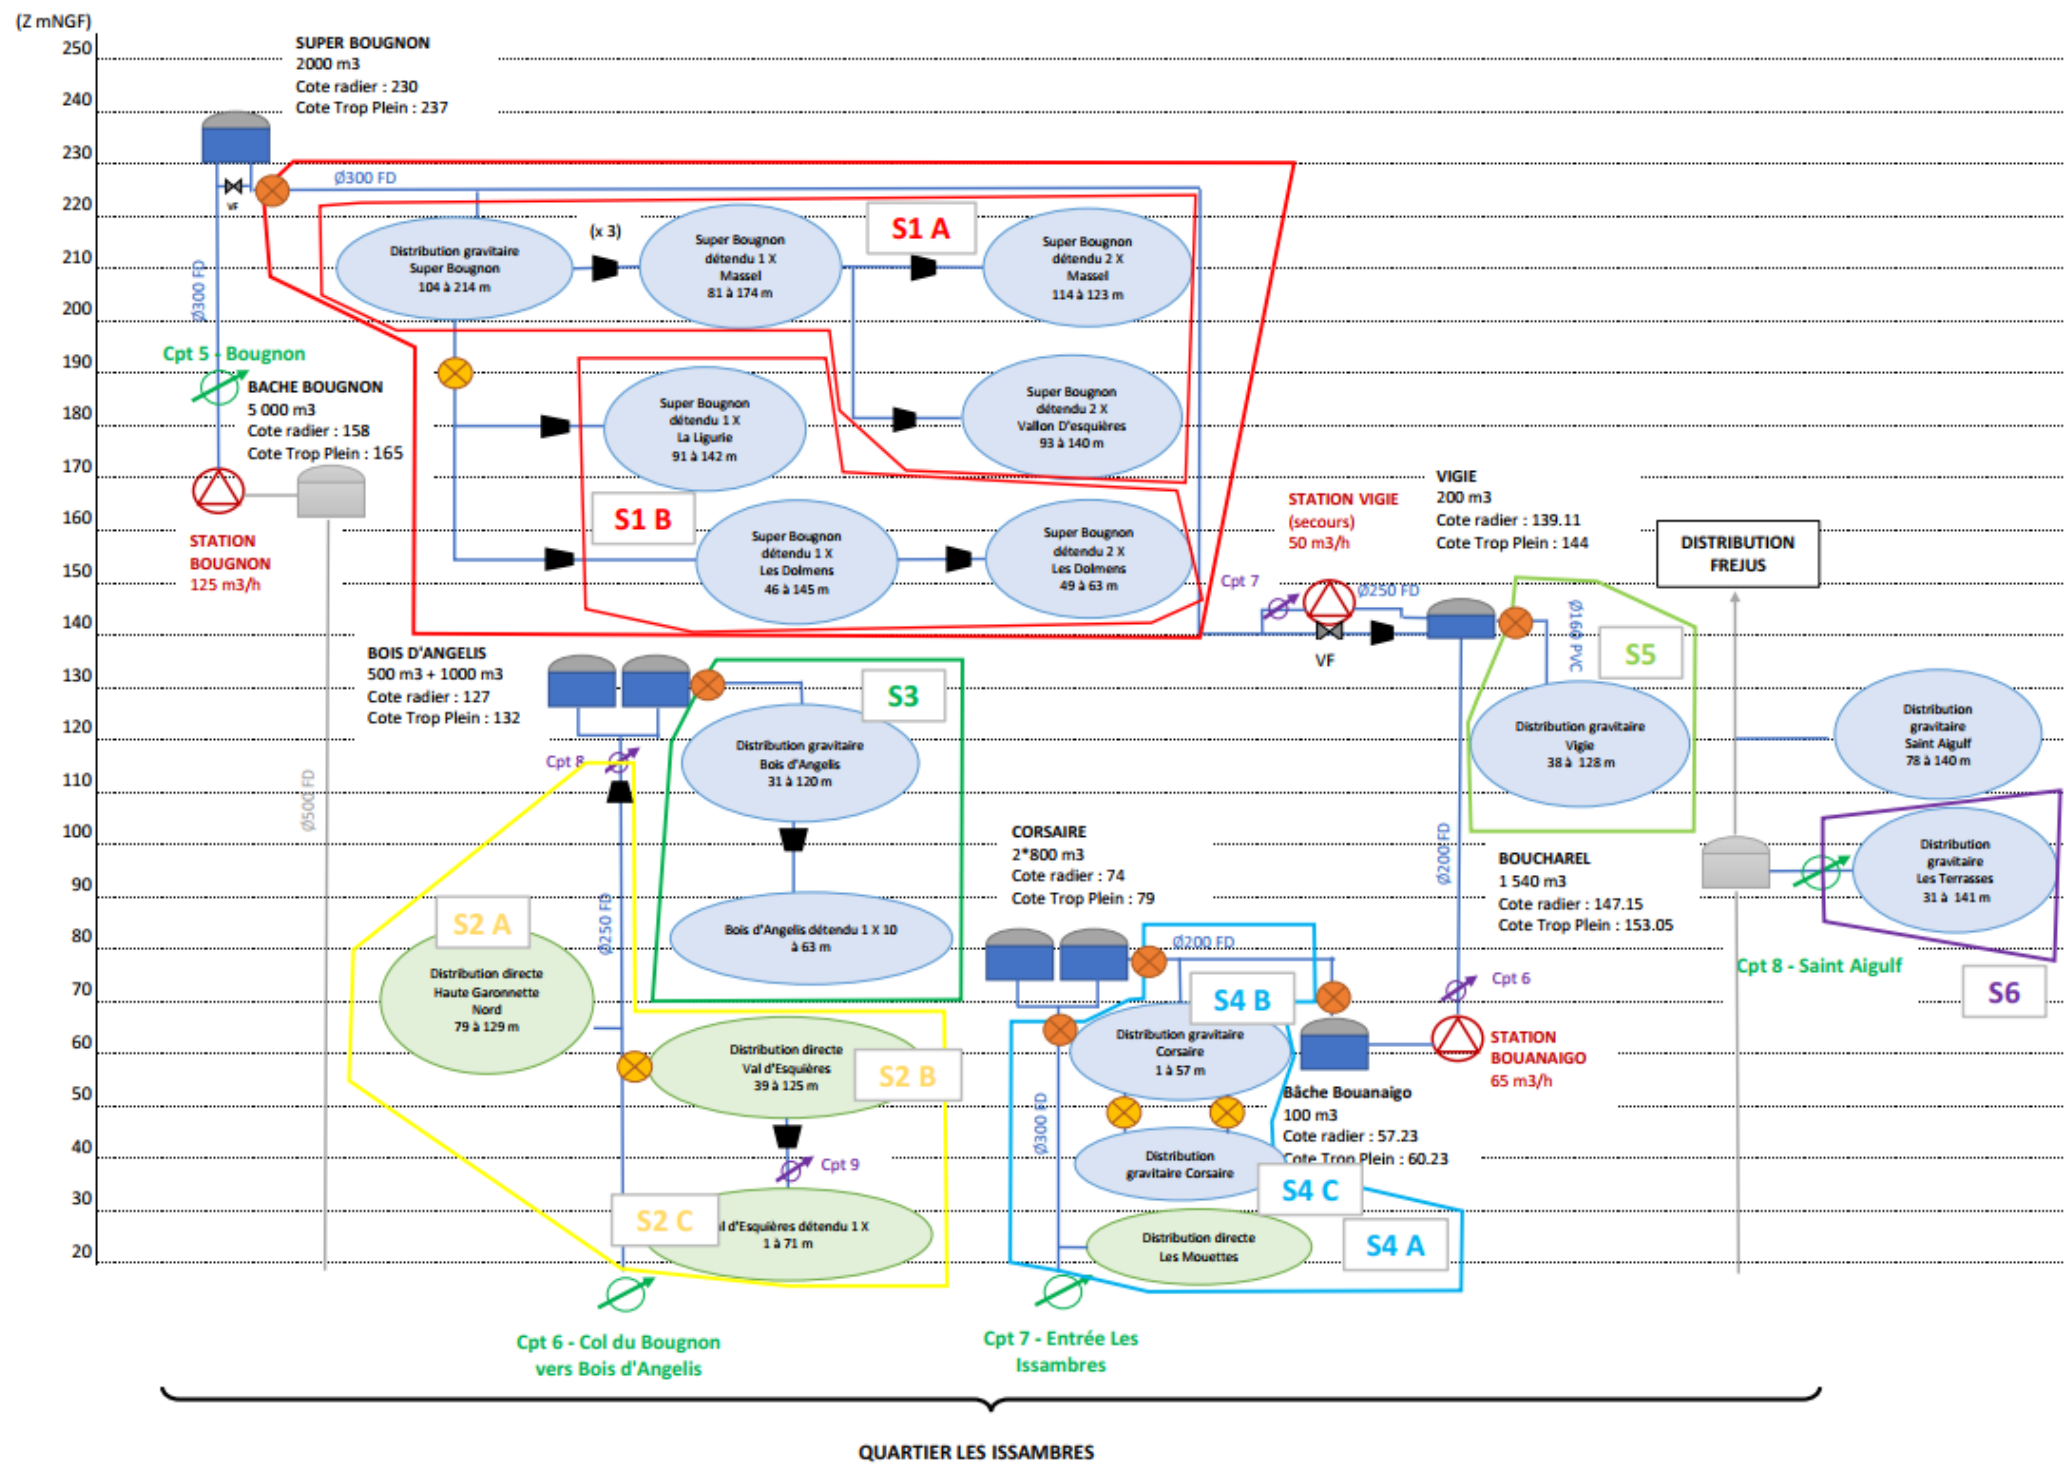 (Z mNGF)
250
240
230
220
210
200
190
180
170
160
150
140
130
120
110
100
90
80
70
60
50
40
30
20
SUPER BOUGNON
2000 m3
Cote radier : 230
Cote Trop Plein : 237
VF
Ø300 FD
Ø300 FD
Distribution gravitaire
Super Bougnon
104 à 214 m
(x 3)
Super Bougnon
détendu 1 X
Massel
81 à 174 m
S1 A
Super Bougnon
détendu 2 X
Massel
114 à 123 m
Super Bougnon
détendu 2 X
Vallon D'esquières
93 à 140 m
Super Bougnon
détendu 1 X
La Ligurie
91 à 142 m
S1 B
Super Bougnon
détendu 1 X
Les Dolmens
46 à 145 m
Super Bougnon
détendu 2 X
Les Dolmens
49 à 63 m
Cpt 5 - Bougnon
BACHE BOUGNON
5 000 m3
Cote radier : 158
Cote Trop Plein : 165
STATION
BOUGNON
125 m3/h
Ø500 FD
STATION VIGIE
(secours)
50 m3/h
Cpt 7
VF
Ø250 FD
VIGIE
200 m3
Cote radier : 139.11
Cote Trop Plein : 144
Ø160 PVC
S5
Distribution gravitaire
Vigie
38 à 128 m
DISTRIBUTION
FREJUS
Distribution
gravitaire
Saint Aigulf
78 à 140 m
Distribution
gravitaire
Les Terrasses
31 à 141 m
Cpt 8 - Saint Aigulf
S6
BOUCHAREL
1 540 m3
Cote radier : 147.15
Cote Trop Plein : 153.05
Ø200 FD
Cpt 6
STATION
BOUANAIGO
65 m3/h
BOIS D'ANGELIS
500 m3 + 1000 m3
Cote radier : 127
Cote Trop Plein : 132
Cpt 8
S3
Distribution gravitaire
Bois d'Angelis
31 à 120 m
Bois d'Angelis détendu 1 X 10
à 63 m
Ø250 FD
S2 A
Distribution directe
Haute Garonnette
Nord
79 à 129 m
Distribution directe
Val d'Esquières
39 à 125 m
S2 B
Cpt 9
S2 C
l d'Esquières détendu 1 X
1 à 71 m
Cpt 6 - Col du Bougnon
vers Bois d'Angelis
CORSAIRE
2*800 m3
Cote radier : 74
Cote Trop Plein : 79
Ø200 FD
S4 B
Distribution gravitaire
Corsaire
1 à 57 m
Ø300 FD
Bâche Bouanaigo
100 m3
Cote radier : 57.23
Cote Trop Plein : 60.23
Distribution
gravitaire Corsaire
S4 C
Distribution directe
Les Mouettes
S4 A
Cpt 7 - Entrée Les
Issambres
QUARTIER LES ISSAMBRES